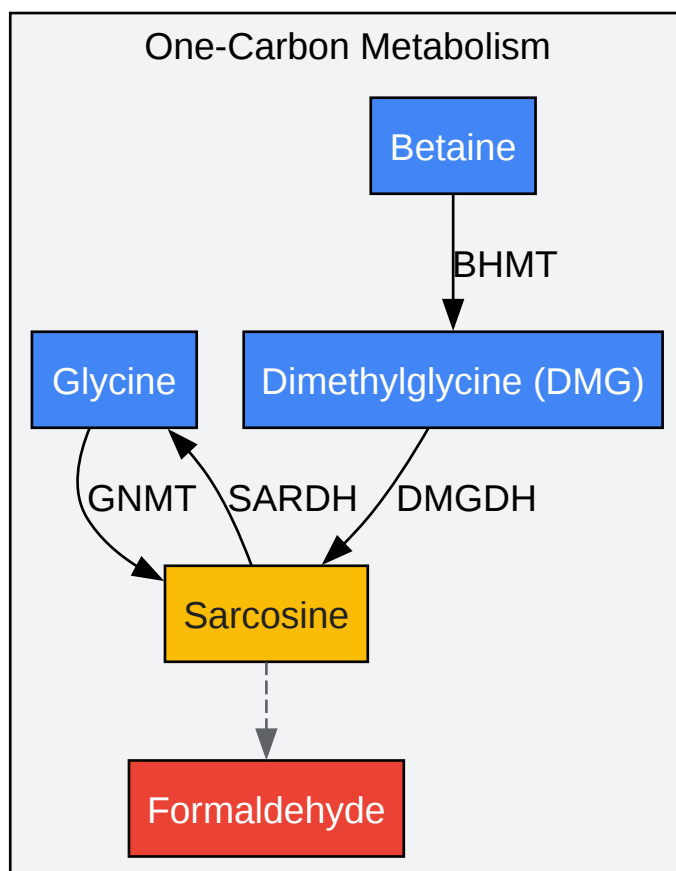 One-Carbon Metabolism
Betaine
BHMT
Glycine
Dimethylglycine (DMG)
GNMT
SARDH
DMGDH
Sarcosine
Formaldehyde